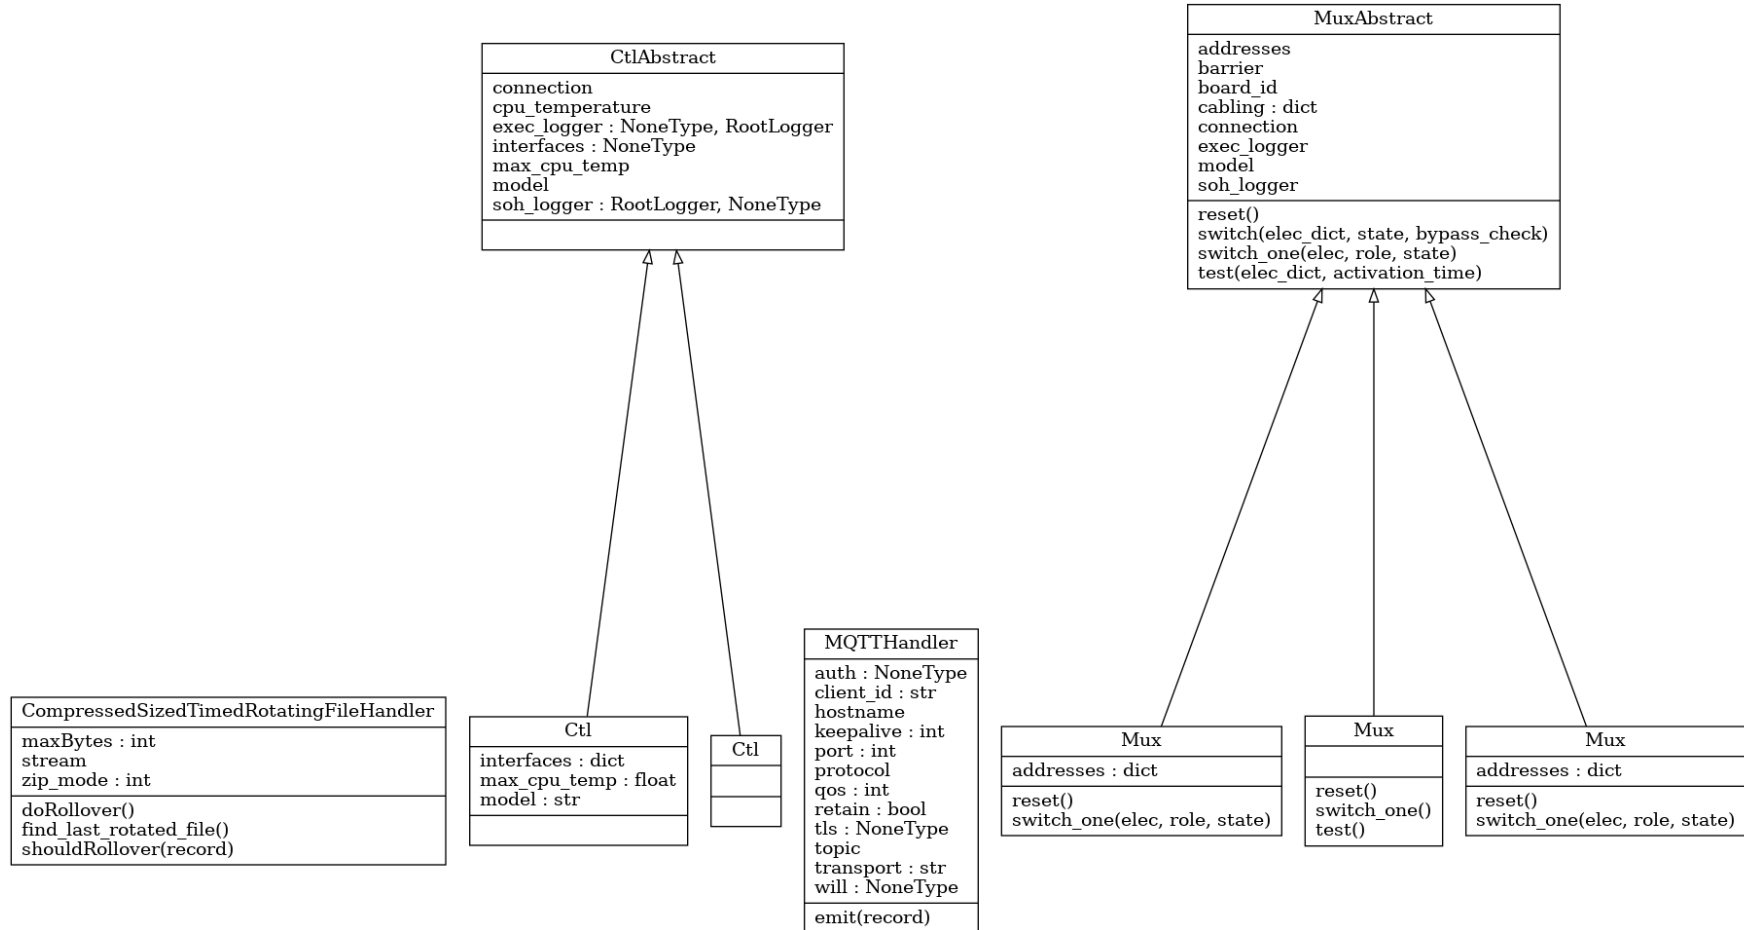 CtlAbstract
connection
cpu_temperature
exec_logger : NoneType, RootLogger
interfaces : NoneType
max_cpu_temp
model
soh_logger : RootLogger, NoneType
MuxAbstract
addresses
barrier
board_id
cabling : dict
connection
exec_logger
model
soh_logger
reset()
switch(elec_dict, state, bypass_check)
switch_one(elec, role, state)
test(elec_dict, activation_time)
CompressedSizedTimedRotatingFileHandler
maxBytes : int
stream
zip_mode : int
doRollover()
find_last_rotated_file()
shouldRollover(record)
Ctl
interfaces : dict
max_cpu_temp : float
model : str
Ctl
MQTTHandler
auth : NoneType
client_id : str
hostname
keepalive : int
port : int
protocol
qos : int
retain : bool
tls : NoneType
topic
transport : str
will : NoneType
emit(record)
Mux
addresses : dict
reset()
switch_one(elec, role, state)
Mux
reset()
switch_one()
test()
Mux
addresses : dict
reset()
switch_one(elec, role, state)